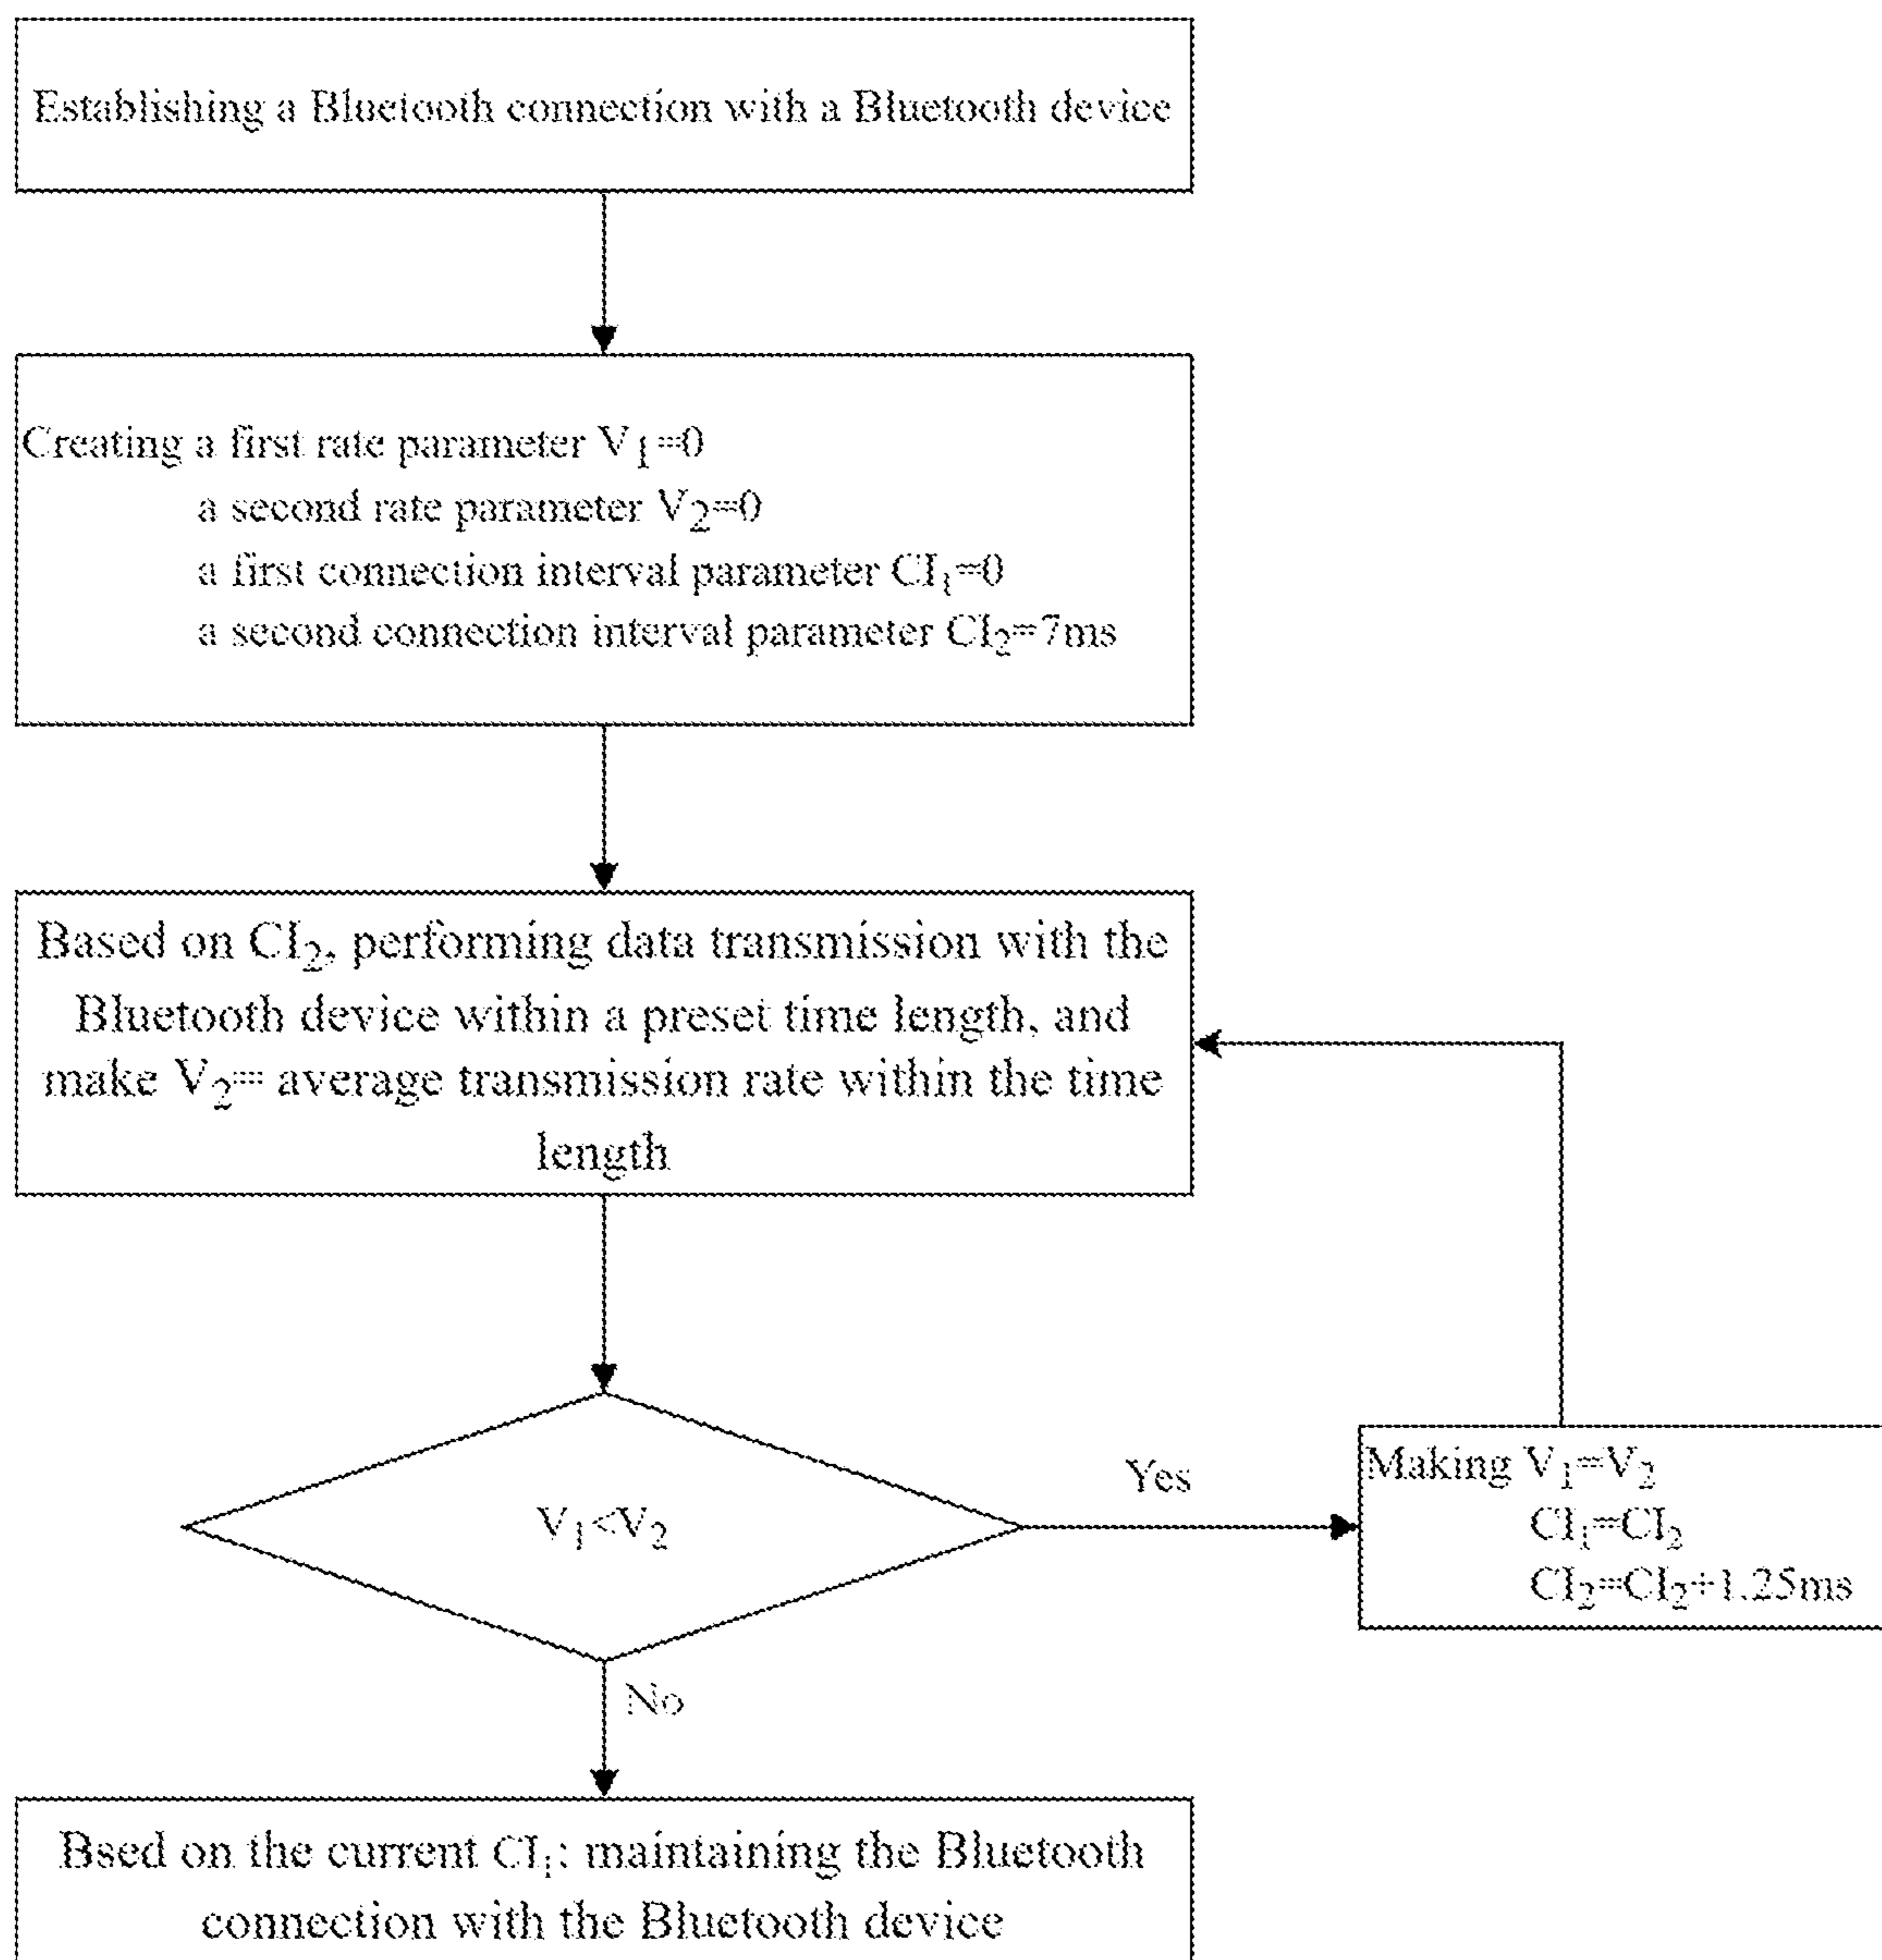 Establishing a Bluetooth connection with a Bluetooth device
Creating a first rate parameter V₁=0
a second rate parameter V₂=0
a first connection interval parameter CI₁=0
a second connection interval parameter CI₂=7ms
Based on CI₂, performing data transmission with the
Bluetooth device within a preset time length, and
make V₂= average transmission rate within the time
length
V₁<V₂
Yes
Making V₁=V₂
CI₁=CI₂
CI₂=CI₂+1.25ms
No
Bsed on the current CI₁: maintaining the Bluetooth
connection with the Bluetooth device